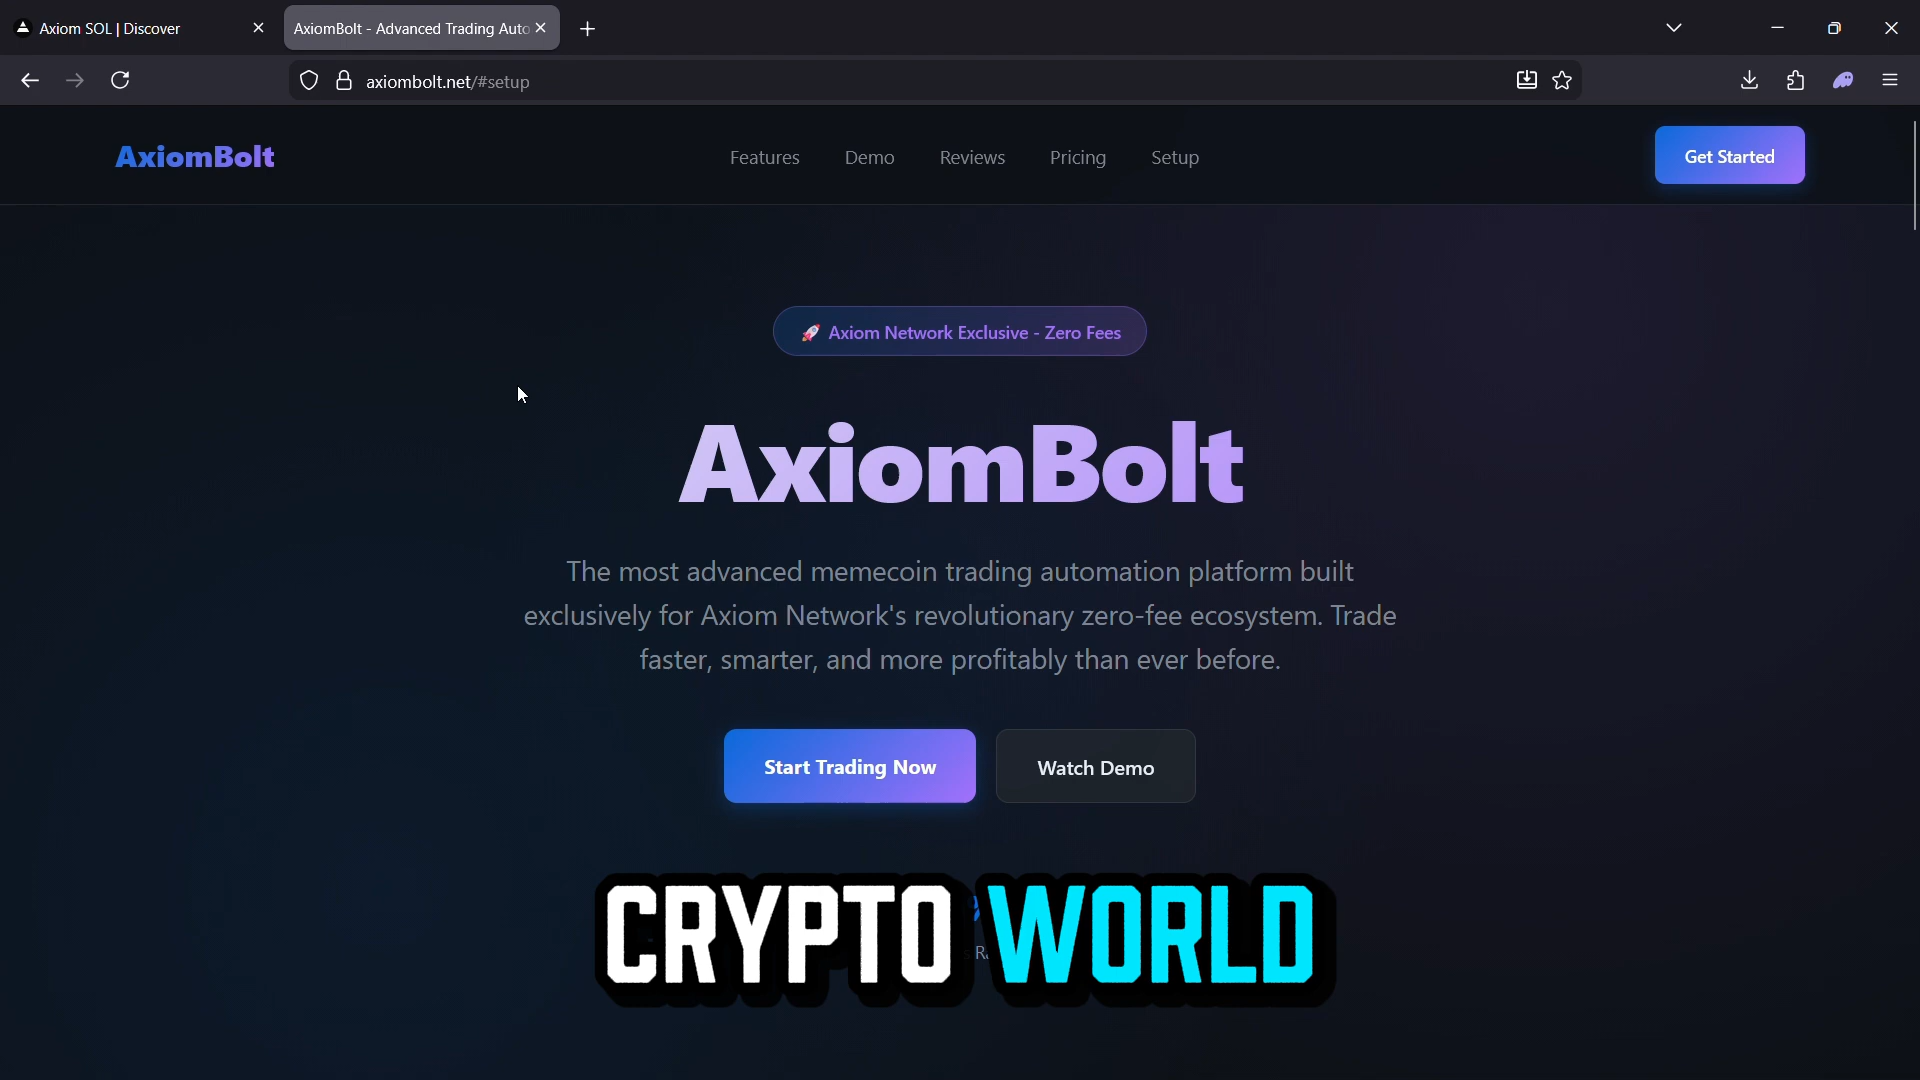 Axiom SOL | Discover
AxiomBolt - Advanced Trading Auto
axiombolt.net/#setup
AxiomBolt
Features
Demo
Reviews
Pricing
Setup
Get Started
🚀 Axiom Network Exclusive - Zero Fees
AxiomBolt
The most advanced memecoin trading automation platform built
exclusively for Axiom Network's revolutionary zero-fee ecosystem. Trade
faster, smarter, and more profitably than ever before.
Start Trading Now
Watch Demo
CRYPTO WORLD